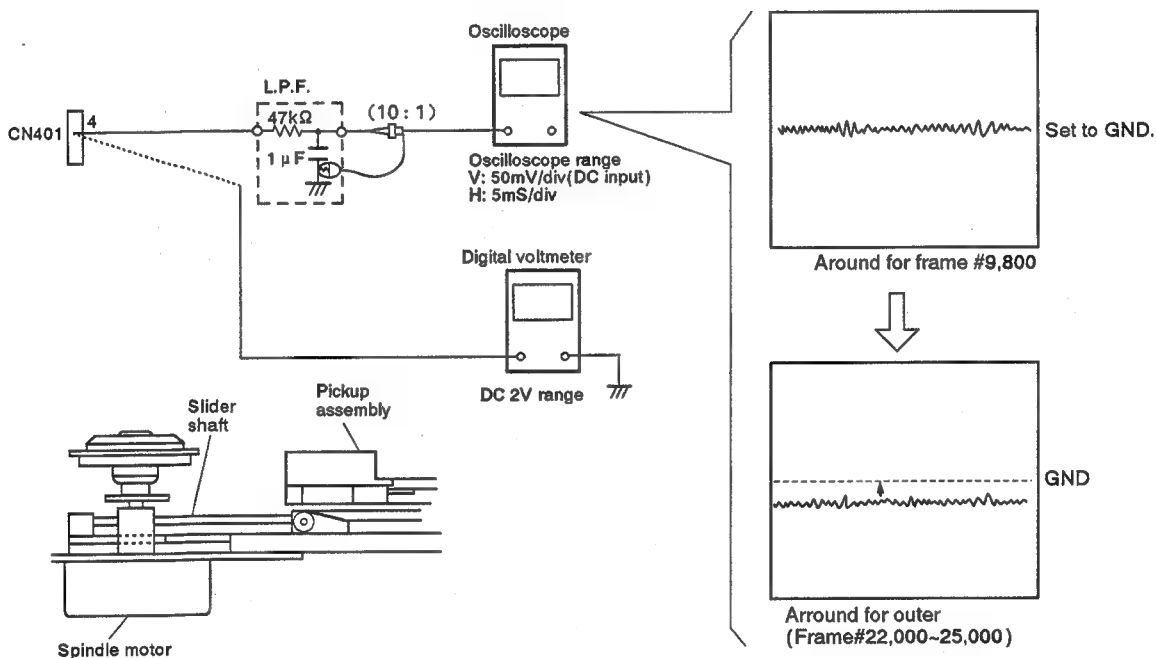 Oscilloscope
L.P.F.
47kΩ
(10 : 1)
CN401
4
1 μF
Oscilloscope range
V: 50mV/div(DC input)
H: 5mS/div
Set to GND.
Around for frame #9,800
Digital voltmeter
DC 2V range
Slider
shaft
Pickup
assembly
Spindle motor
GND
Arround for outer
(Frame#22,000~25,000)